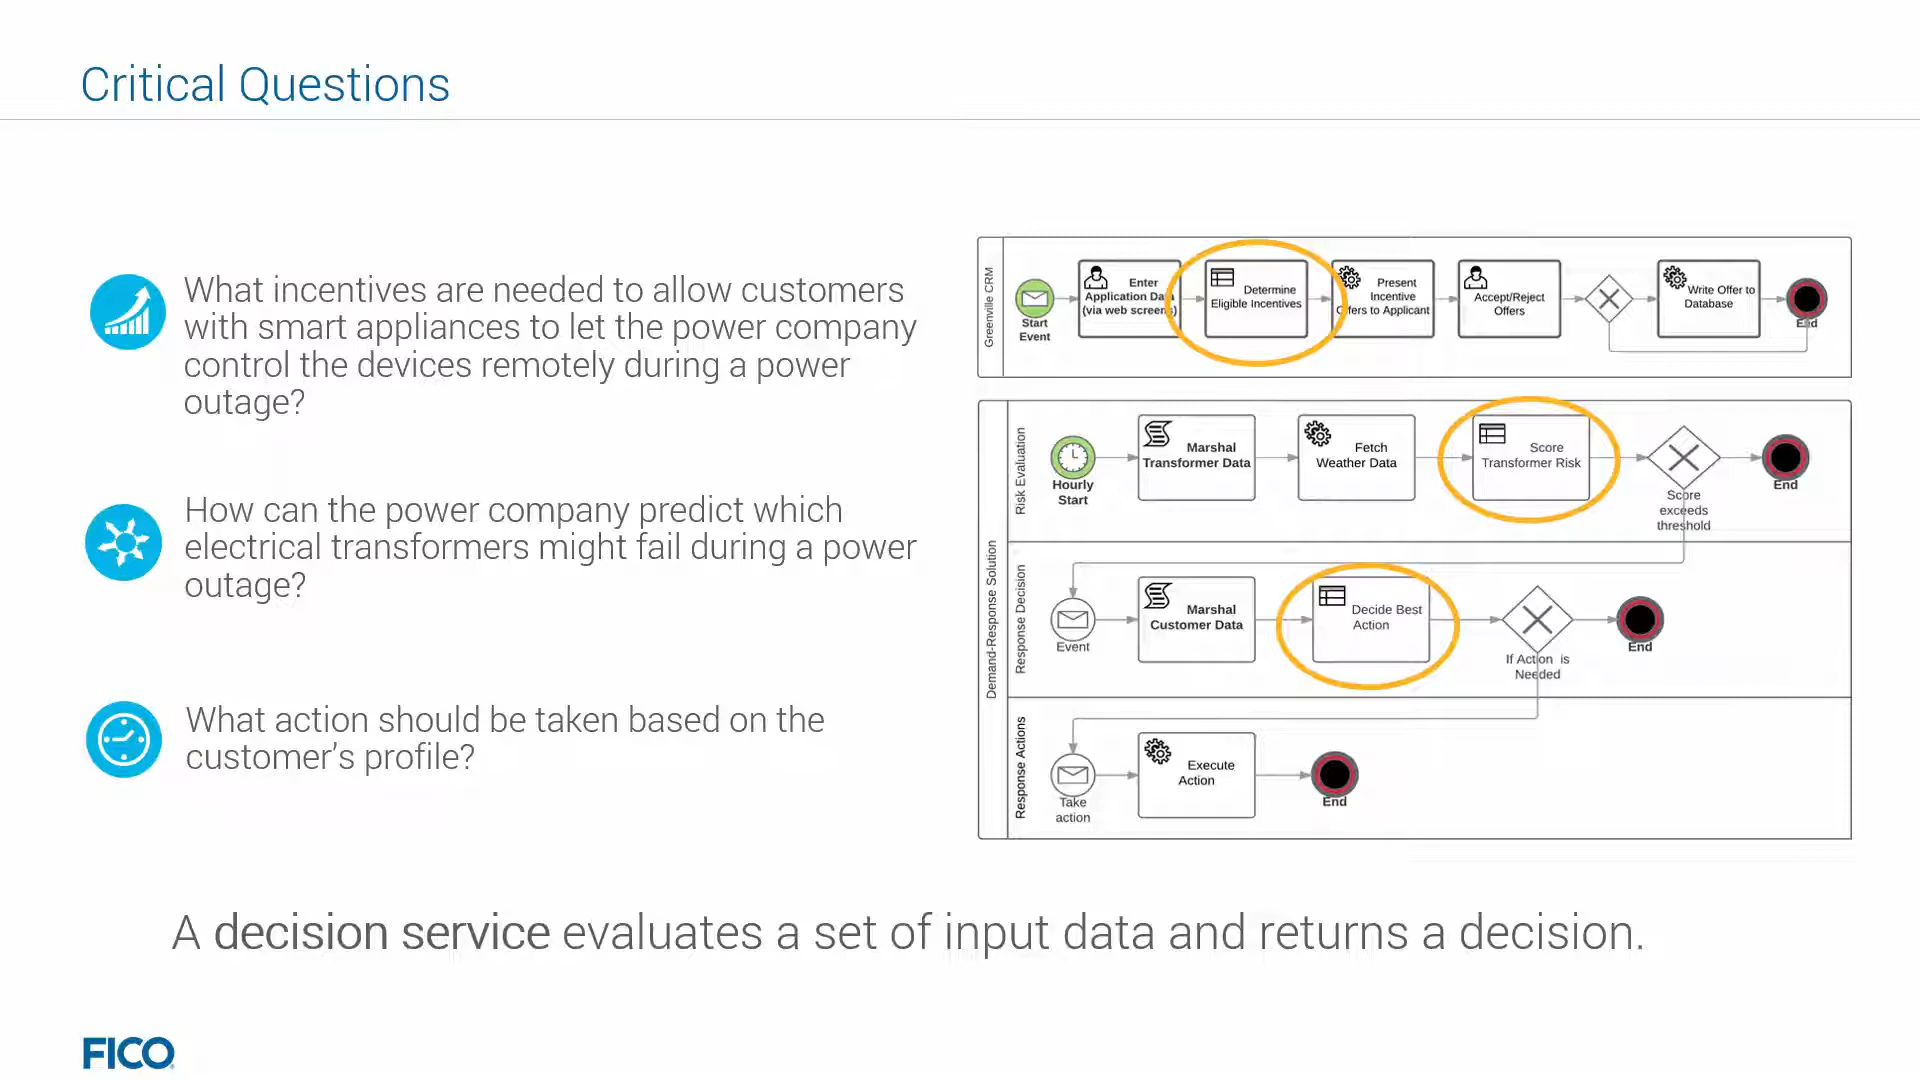 Critical Questions
What incentives are needed to allow customers
with smart appliances to let the power company
control the devices remotely during a power
outage?
How can the power company predict which
electrical transformers might fail during a power
outage?
What action should be taken based on the
customer's profile?
Greenville CRM
Start
Event
Enter
Application Data
(via web screens)
Determine
Eligible Incentives
Present
Incentive
Offers to Applicant
Accept/Reject
Offers
Write Offer to
Database
End
Demand-Response Solution
Risk Evaluation
Hourly
Start
Marshal
Transformer Data
Fetch
Weather Data
Score
Transformer Risk
Score
exceeds
threshold
End
Response Decision
Event
Marshal
Customer Data
Decide Best
Action
If Action is
Needed
End
Response Actions
Take
action
Execute
Action
End
A decision service evaluates a set of input data and returns a decision.
FICO